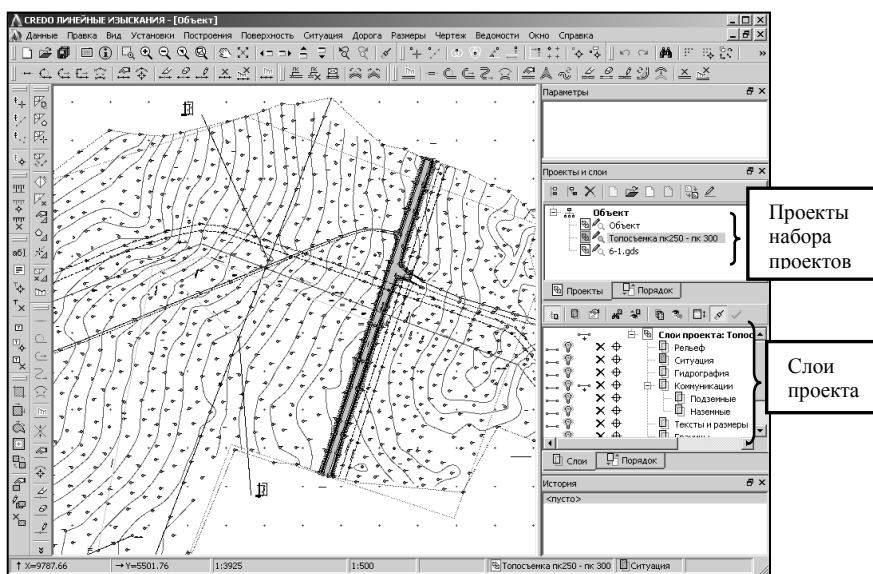 CREDO ЛИНЕЙНЫЕ ИЗЫСКАНИЯ - [Объект]
Данные Правка Вид Установки Построения Поверхность Ситуация Дорога Размеры Чертеж Ведомости Окно Справка
Параметры
Проекты и слои
Объект
Объект
Топосъемка пк250 - пк 300
6-1.gds
Проекты Порядок
Проекты
набора
проектов
Слои проекта: Топос
Рельеф
Ситуация
Гидрография
Коммуникации
Подземные
Наземные
Тексты и размеры
Границы
Слои
проекта
Слои Порядок
История
<пусто>
X=9787.66 Y=5501.76 1:3925 1:500 Топосъемка пк250 - пк 300 Ситуация